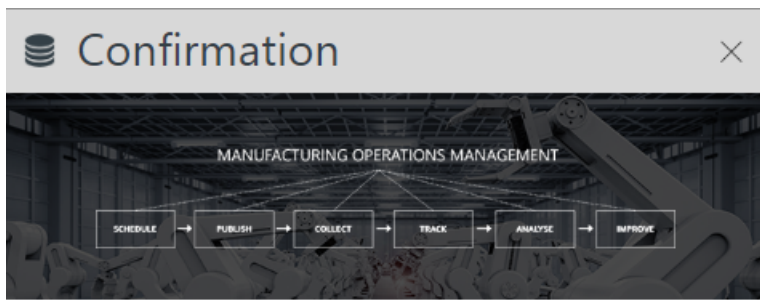 Confirmation
MANUFACTURING OPERATIONS MANAGEMENT
SCHEDULE PUBLISH COLLECT TRACK ANALYSE IMPROVE